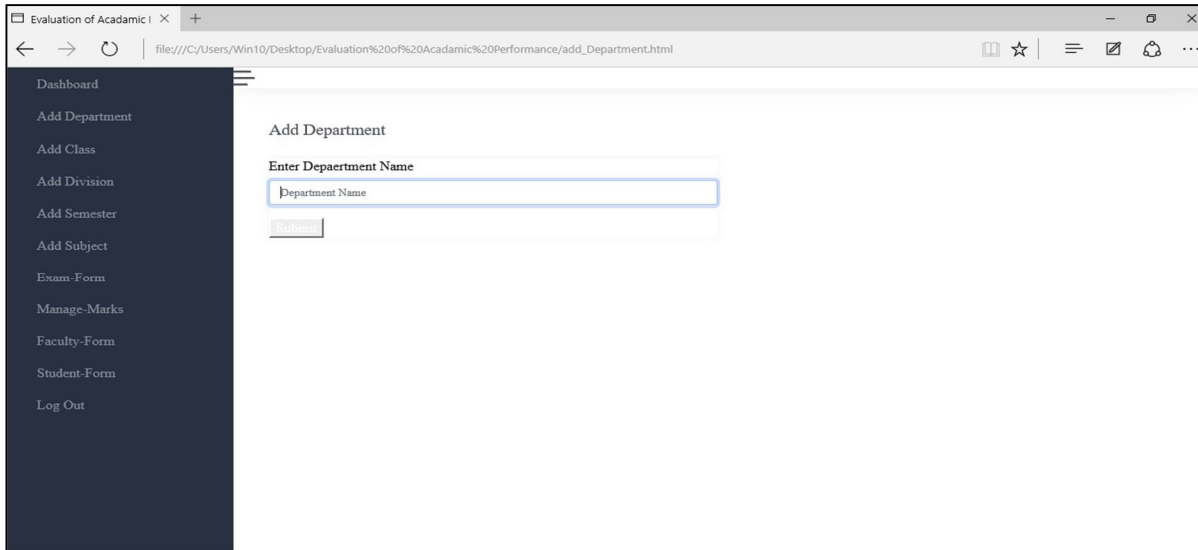 Evaluation of Acadamic I
file:///C:/Users/Win10/Desktop/Evaluation%20of%20Acadamic%20Performance/add_Department.html
Dashboard
Add Department
Add Class
Add Division
Add Semester
Add Subject
Exam-Form
Manage-Marks
Faculty-Form
Student-Form
Log Out
Add Department
Enter Depaertment Name
Department Name
Submit